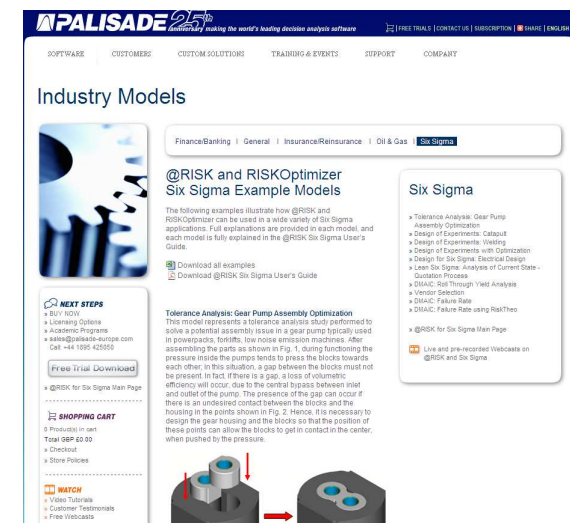 PALISADE 25th
anniversary making the world's leading decision analysis software
FREE TRIALS | CONTACT US | SUBSCRIPTION | SHARE | ENGLISH
SOFTWARE CUSTOMERS CUSTOM SOLUTIONS TRAINING & EVENTS SUPPORT COMPANY
Industry Models
Finance/Banking | General | Insurance/Reinsurance | Oil & Gas | Six Sigma
@RISK and RISKOptimizer
Six Sigma Example Models
The following examples illustrate how @RISK and
RISKOptimizer can be used in a wide variety of Six Sigma
applications. Full explanations are provided in each model, and
each model is fully explained in the @RISK Six Sigma User's
Guide.
Download all examples
Download @RISK Six Sigma User's Guide
Tolerance Analysis: Gear Pump Assembly Optimization
This model represents a tolerance analysis study performed to
solve a potential assembly issue in a gear pump typically used
in powerpacks, forklifts, low noise emission machines. After
assembling the parts as shown in Fig. 1, during functioning the
pressure inside the pumps tends to press the blocks towards
each other; in this situation, a gap between the blocks must not
be present. In fact, if there is a gap, a loss of volumetric
efficiency will occur, due to the central bypass between inlet
and outlet of the pump. The presence of the gap can occur if
there is an undesired contact between the blocks and the
housing in the points shown in Fig. 2. Hence, it is necessary to
design the gear housing and the blocks so that the position of
these points can allow the blocks to get in contact in the center,
when pushed by the pressure.
Six Sigma
» Tolerance Analysis: Gear Pump
Assembly Optimization
» Design of Experiments: Catapult
» Design of Experiments: Welding
» Design of Experiments with Optimization
» Design for Six Sigma: Electrical Design
» Lean Six Sigma: Analysis of Current State -
Quotation Process
» DMAIC: Roll Through Yield Analysis
» Vendor Selection
» DMAIC: Failure Rate
» DMAIC: Failure Rate using RiskTheo
» @RISK for Six Sigma Main Page
Live and pre-recorded Webcasts on
@RISK and Six Sigma
NEXT STEPS
» BUY NOW
» Licensing Options
» Academic Programs
» sales@palisade-europe.com
Call +44 1895 425050
Free Trial Download
» @RISK for Six Sigma Main Page
SHOPPING CART
0 Product(s) in cart
Total GBP £0.00
» Checkout
» Store Policies
WATCH
» Video Tutorials
» Customer Testimonials
» Free Webcasts